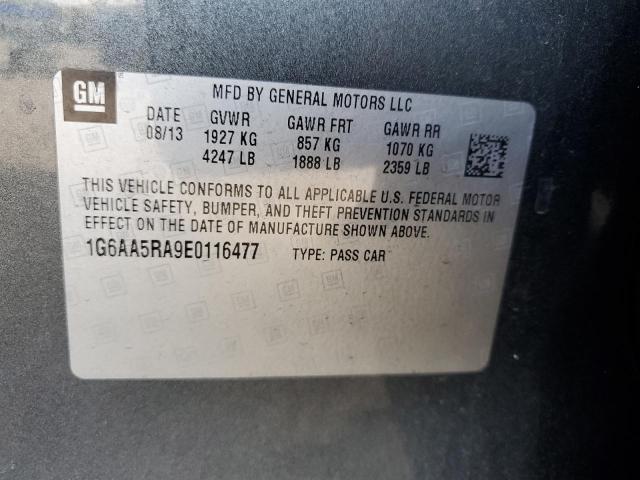 GM
MFD BY GENERAL MOTORS LLC
DATE GVWR GAWR FRT GAWR RR
08/13 1927 KG 857 KG 1070 KG
4247 LB 1888 LB 2359 LB
THIS VEHICLE CONFORMS TO ALL APPLICABLE U.S. FEDERAL MOTOR
VEHICLE SAFETY, BUMPER, AND THEFT PREVENTION STANDARDS IN
EFFECT ON THE DATE OF MANUFACTURE SHOWN ABOVE.
1G6AA5RA9E0116477 TYPE: PASS CAR